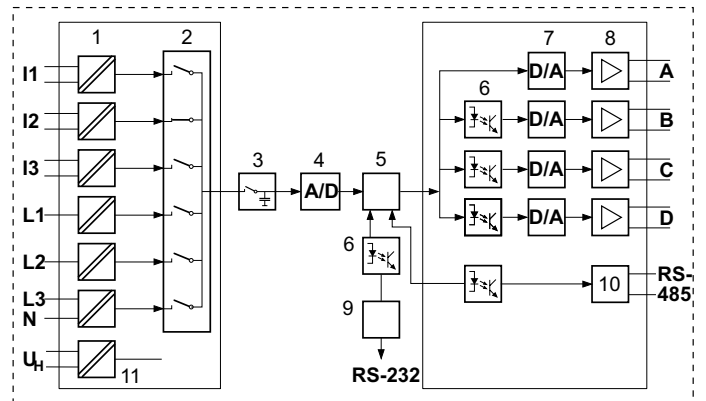 1
2
7
8
I1
D/A
A
6
I2
D/A
B
3
4
5
I3
D/A
C
A/D
L1
D/A
D
L2
6
L3
N
9
10
RS-
485
U_H
11
RS-232